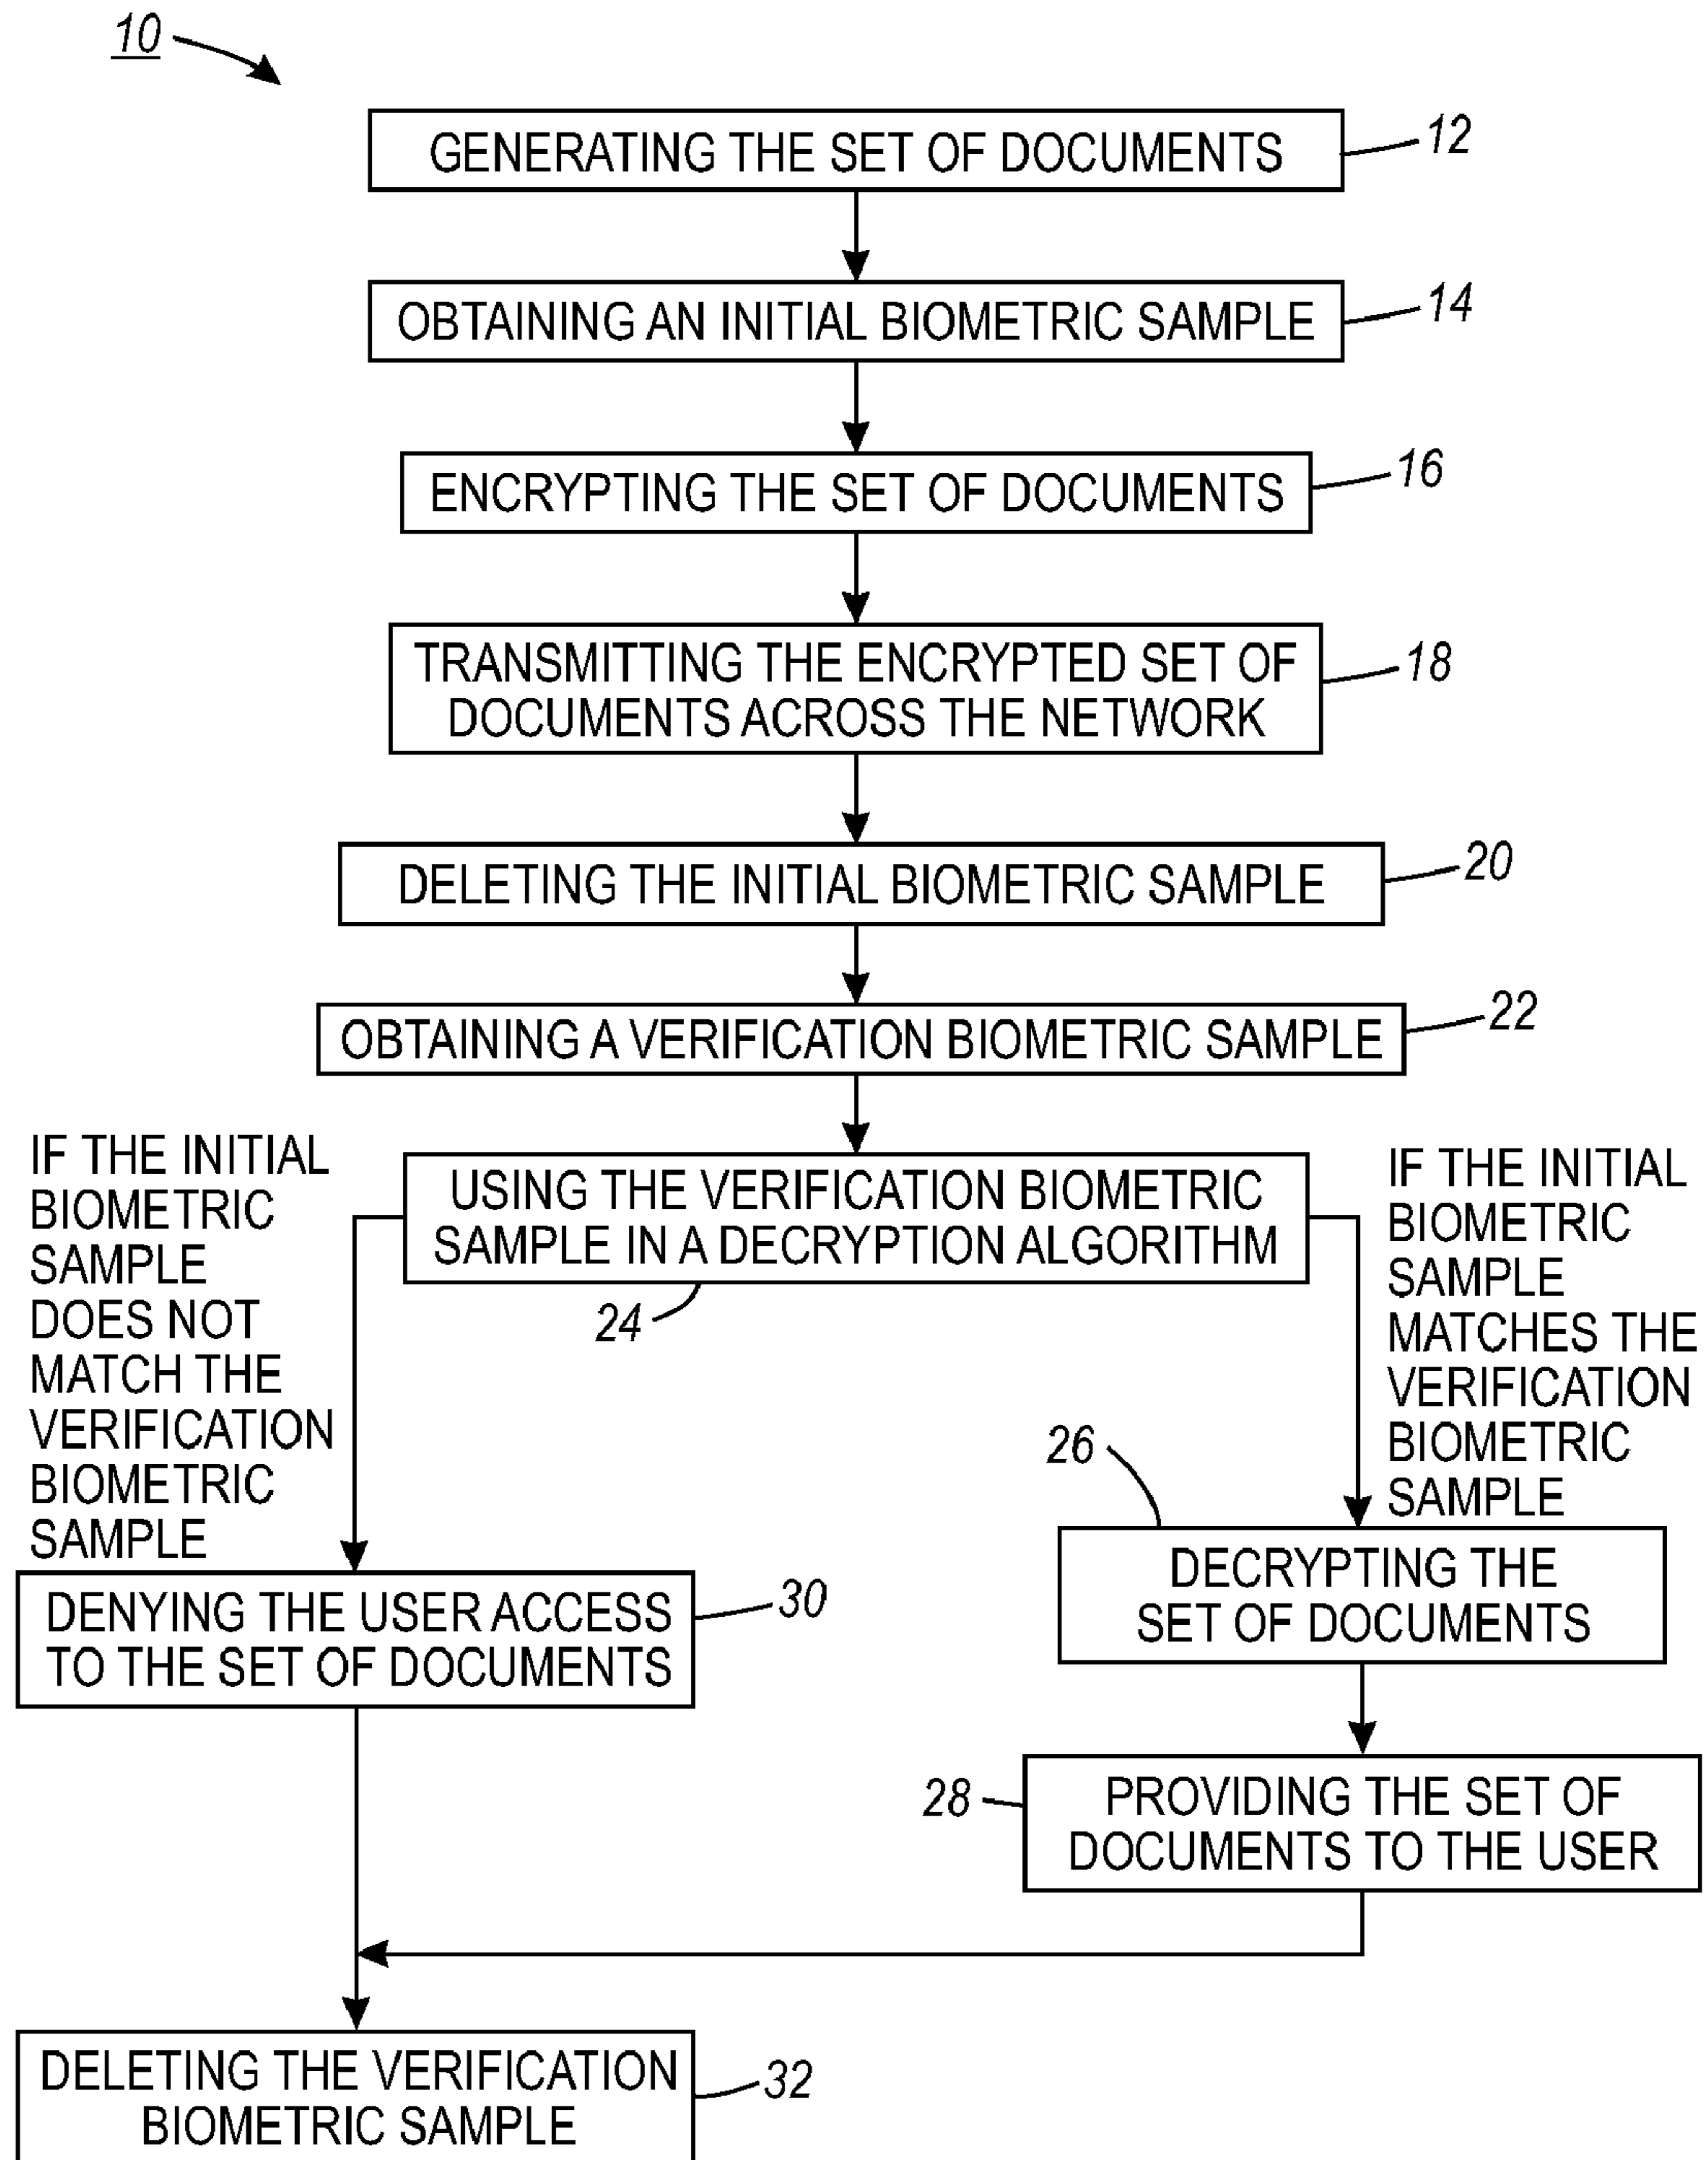 10
GENERATING THE SET OF DOCUMENTS
12
OBTAINING AN INITIAL BIOMETRIC SAMPLE
14
ENCRYPTING THE SET OF DOCUMENTS
16
TRANSMITTING THE ENCRYPTED SET OF
DOCUMENTS ACROSS THE NETWORK
18
DELETING THE INITIAL BIOMETRIC SAMPLE
20
OBTAINING A VERIFICATION BIOMETRIC SAMPLE
22
USING THE VERIFICATION BIOMETRIC
SAMPLE IN A DECRYPTION ALGORITHM
24
IF THE INITIAL
BIOMETRIC
SAMPLE
DOES NOT
MATCH THE
VERIFICATION
BIOMETRIC
SAMPLE
IF THE INITIAL
BIOMETRIC
SAMPLE
MATCHES THE
VERIFICATION
BIOMETRIC
SAMPLE
26
DECRYPTING THE
SET OF DOCUMENTS
DENYING THE USER ACCESS
TO THE SET OF DOCUMENTS
30
28
PROVIDING THE SET OF
DOCUMENTS TO THE USER
DELETING THE VERIFICATION
BIOMETRIC SAMPLE
32